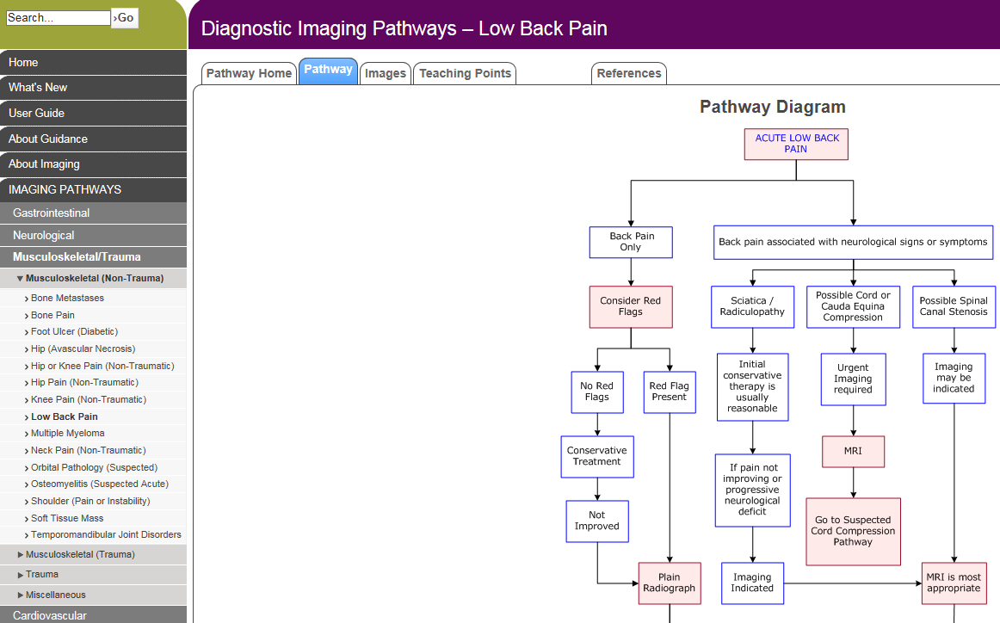 Search...
›Go
Diagnostic Imaging Pathways – Low Back Pain
Home
What's New
User Guide
About Guidance
About Imaging
IMAGING PATHWAYS
Gastrointestinal
Neurological
Musculoskeletal/Trauma
Musculoskeletal (Non-Trauma)
Bone Metastases
Bone Pain
Foot Ulcer (Diabetic)
Hip (Avascular Necrosis)
Hip or Knee Pain (Non-Traumatic)
Hip Pain (Non-Traumatic)
Knee Pain (Non-Traumatic)
Low Back Pain
Multiple Myeloma
Neck Pain (Non-Traumatic)
Orbital Pathology (Suspected)
Osteomyelitis (Suspected Acute)
Shoulder (Pain or Instability)
Soft Tissue Mass
Temporomandibular Joint Disorders
Musculoskeletal (Trauma)
Trauma
Miscellaneous
Cardiovascular
Pathway Home
Pathway
Images
Teaching Points
References
Pathway Diagram
ACUTE LOW BACK
PAIN
Back Pain
Only
Back pain associated with neurological signs or symptoms
Consider Red
Flags
Sciatica /
Radiculopathy
Possible Cord or
Cauda Equina
Compression
Possible Spinal
Canal Stenosis
No Red
Flags
Red Flag
Present
Initial
conservative
therapy is
usually
reasonable
Urgent
Imaging
required
Imaging
may be
indicated
Conservative
Treatment
MRI
If pain not
improving or
progressive
neurological
deficit
Not
Improved
Go to Suspected
Cord Compression
Pathway
Plain
Radiograph
Imaging
Indicated
MRI is most
appropriate